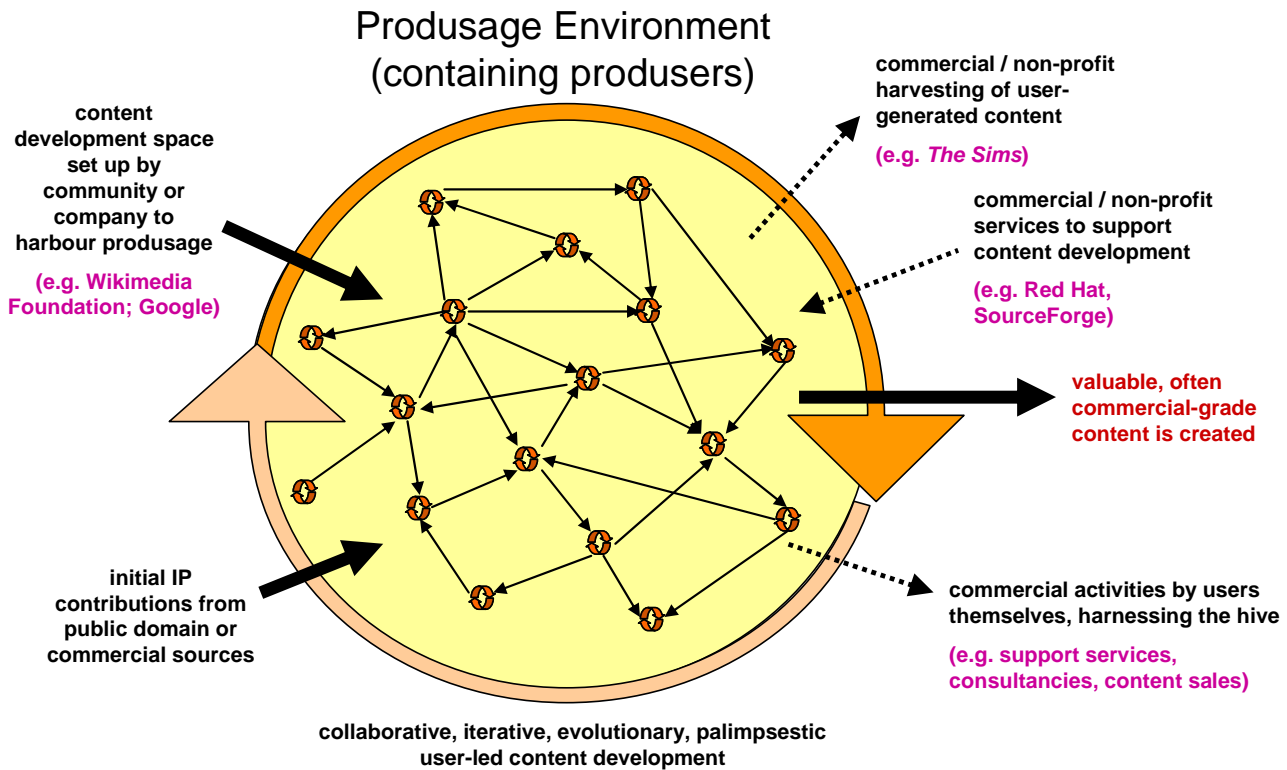 Produsage Environment
(containing produsers)
content
development space
set up by
community or
company to
harbour produsage
(e.g. Wikimedia
Foundation; Google)
commercial / non-profit
harvesting of user-
generated content
(e.g. The Sims)
commercial / non-profit
services to support
content development
(e.g. Red Hat,
SourceForge)
valuable, often
commercial-grade
content is created
initial IP
contributions from
public domain or
commercial sources
commercial activities by users
themselves, harnessing the hive
(e.g. support services,
consultancies, content sales)
collaborative, iterative, evolutionary, palimpsestic
user-led content development